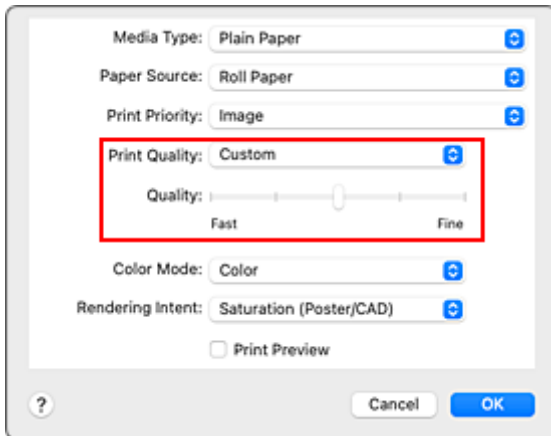 Media Type: Plain Paper
Paper Source: Roll Paper
Print Priority: Image
Print Quality: Custom
Quality:
Fast Fine
Color Mode: Color
Rendering Intent: Saturation (Poster/CAD)
Print Preview
? Cancel OK